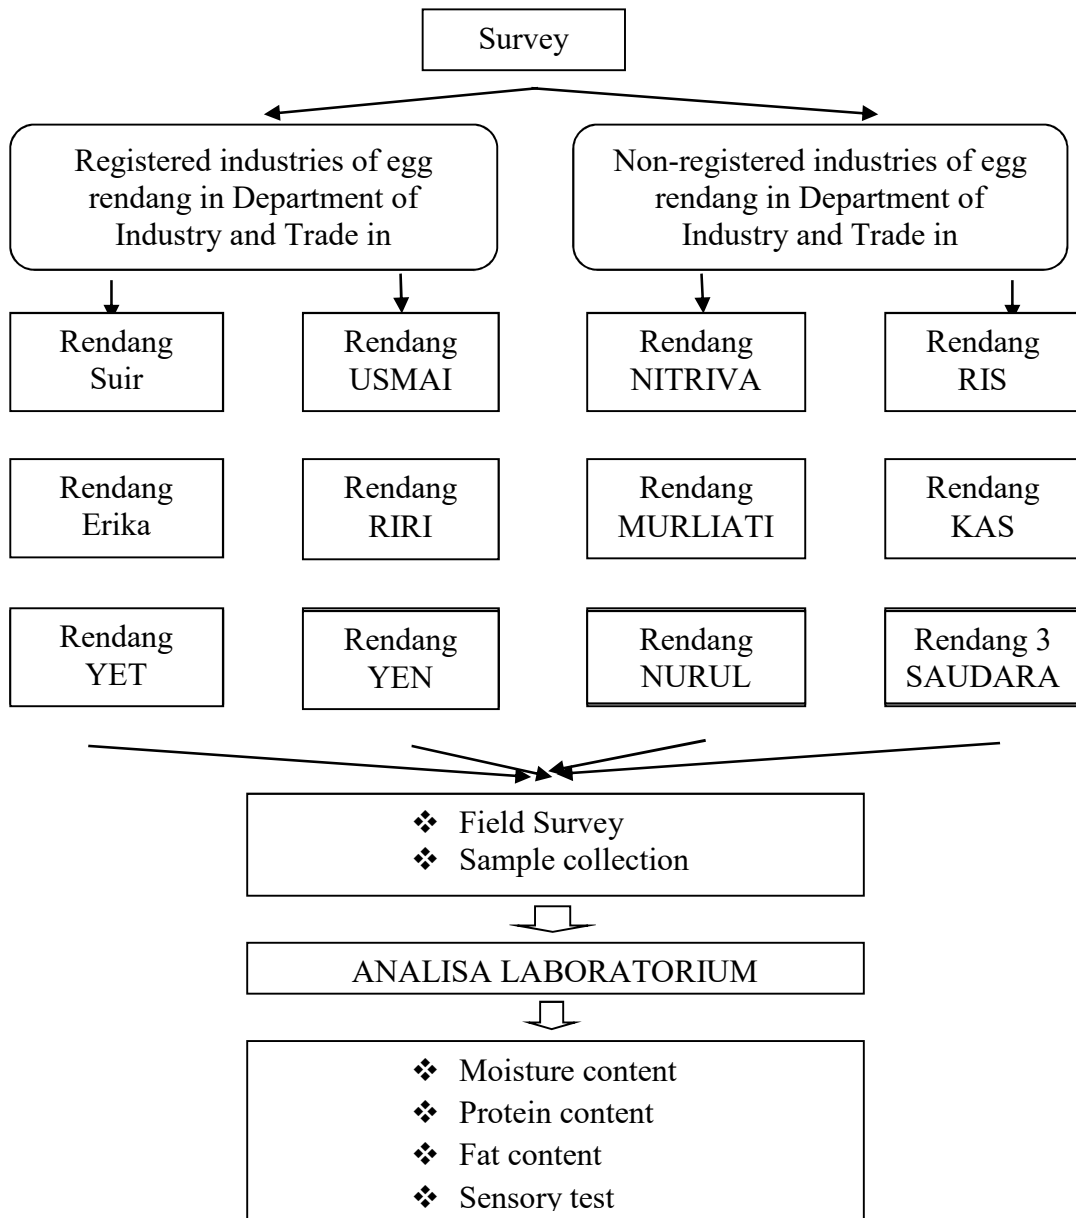 Survey
Registered industries of egg
rendang in Department of
Industry and Trade in
Non-registered industries of egg
rendang in Department of
Industry and Trade in
Rendang
Suir
Rendang
USMAI
Rendang
NITRIVA
Rendang
RIS
Rendang
Erika
Rendang
RIRI
Rendang
MURLIATI
Rendang
KAS
Rendang
YET
Rendang
YEN
Rendang
NURUL
Rendang 3
SAUDARA
❖ Field Survey
❖ Sample collection
ANALISA LABORATORIUM
❖ Moisture content
❖ Protein content
❖ Fat content
❖ Sensory test